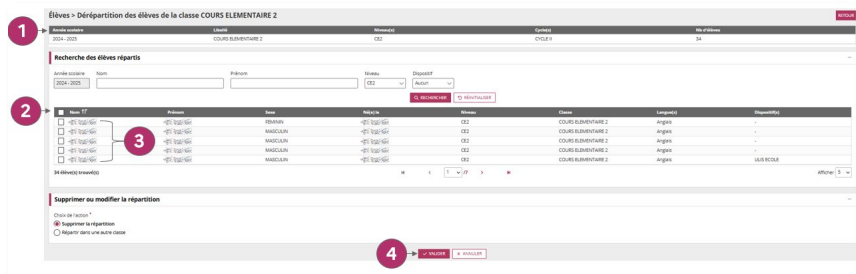 Élèves > Dérépartition des élèves de la classe COURS ELEMENTAIRE 2
RETOUR
1
Année scolaire Libellé Niveau(x) Cycle(s) Nb d'élèves
2024 - 2025 COURS ELEMENTAIRE 2 CE2 CYCLE II 34
Recherche des élèves répartis
Année scolaire Nom Prénom Niveau Dispositif
2024 - 2025 CE2 Aucun
RECHERCHER RÉINITIALISER
2
Nom Prénom Sexe Né(e) le Niveau Classe Langue(s) Dispositif(s)
FEMININ CE2 COURS ELEMENTAIRE 2 Anglais -
MASCULIN CE2 COURS ELEMENTAIRE 2 Anglais -
3
MASCULIN CE2 COURS ELEMENTAIRE 2 Anglais -
MASCULIN CE2 COURS ELEMENTAIRE 2 Anglais -
MASCULIN CE2 COURS ELEMENTAIRE 2 Anglais ULIS ECOLE
34 élève(s) trouvé(s) 1 /7 Afficher 5
Supprimer ou modifier la répartition
Choix de l'action *
Supprimer la répartition
Répartir dans une autre classe
4
VALIDER ANNULER